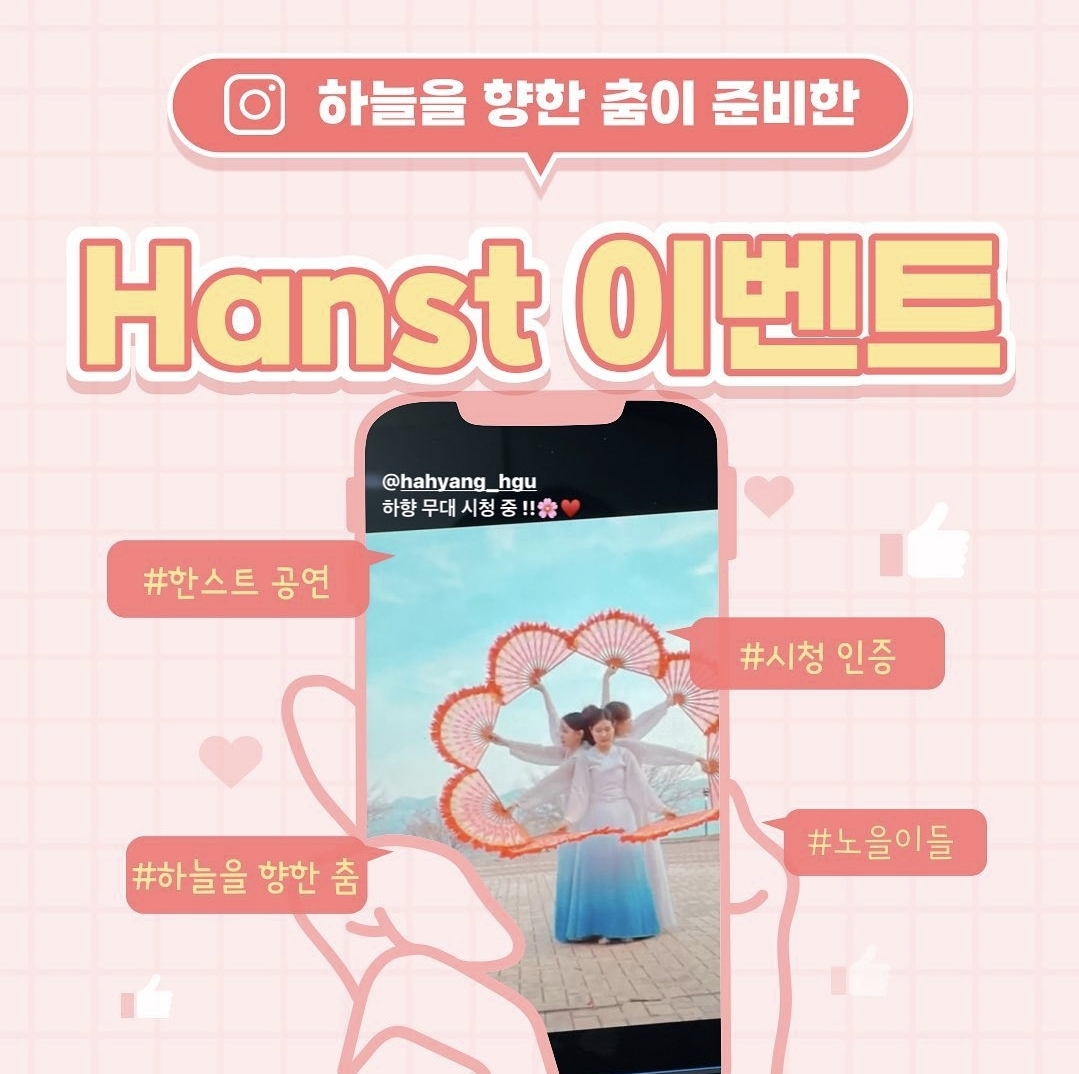 하늘을 향한 춤이 준비한
Hanst 이벤트
@hahyang_hgu
하향 무대 시청 중 !!🌸❤️
#한스트 공연
#시청 인증
#노을이들
#하늘을 향한 춤